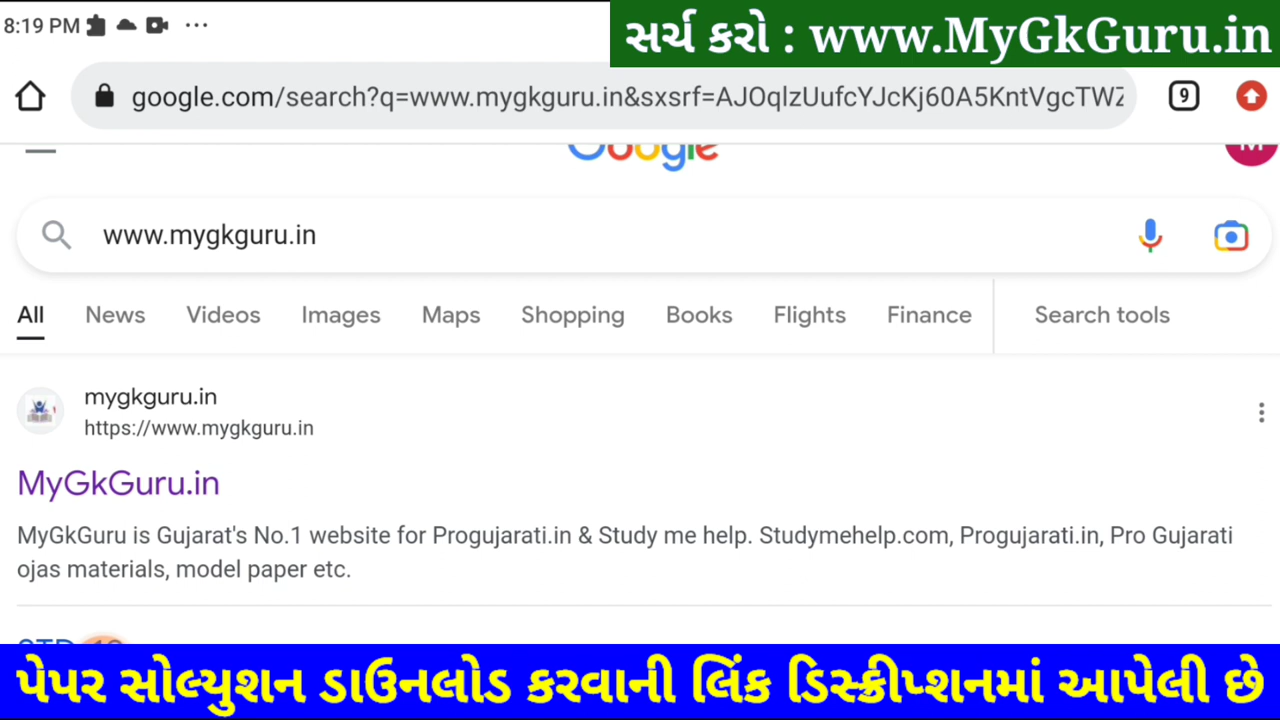 8:19 PM
સર્ચ કરો : www.MyGkGuru.in
google.com/search?q=www.mygkguru.in&sxsrf=AJOqlzUufcYJcKj60A5KntVgcTWZ
9
Google
M
www.mygkguru.in
All News Videos Images Maps Shopping Books Flights Finance Search tools
mygkguru.in
https://www.mygkguru.in
MyGkGuru.in
MyGkGuru is Gujarat's No.1 website for Progujarati.in & Study me help. Studymehelp.com, Progujarati.in, Pro Gujarati
ojas materials, model paper etc.
પેપર સોલ્યુશન ડાઉનલોડ કરવાની લિંક ડિસ્ક્રીપ્શનમાં આપેલી છે